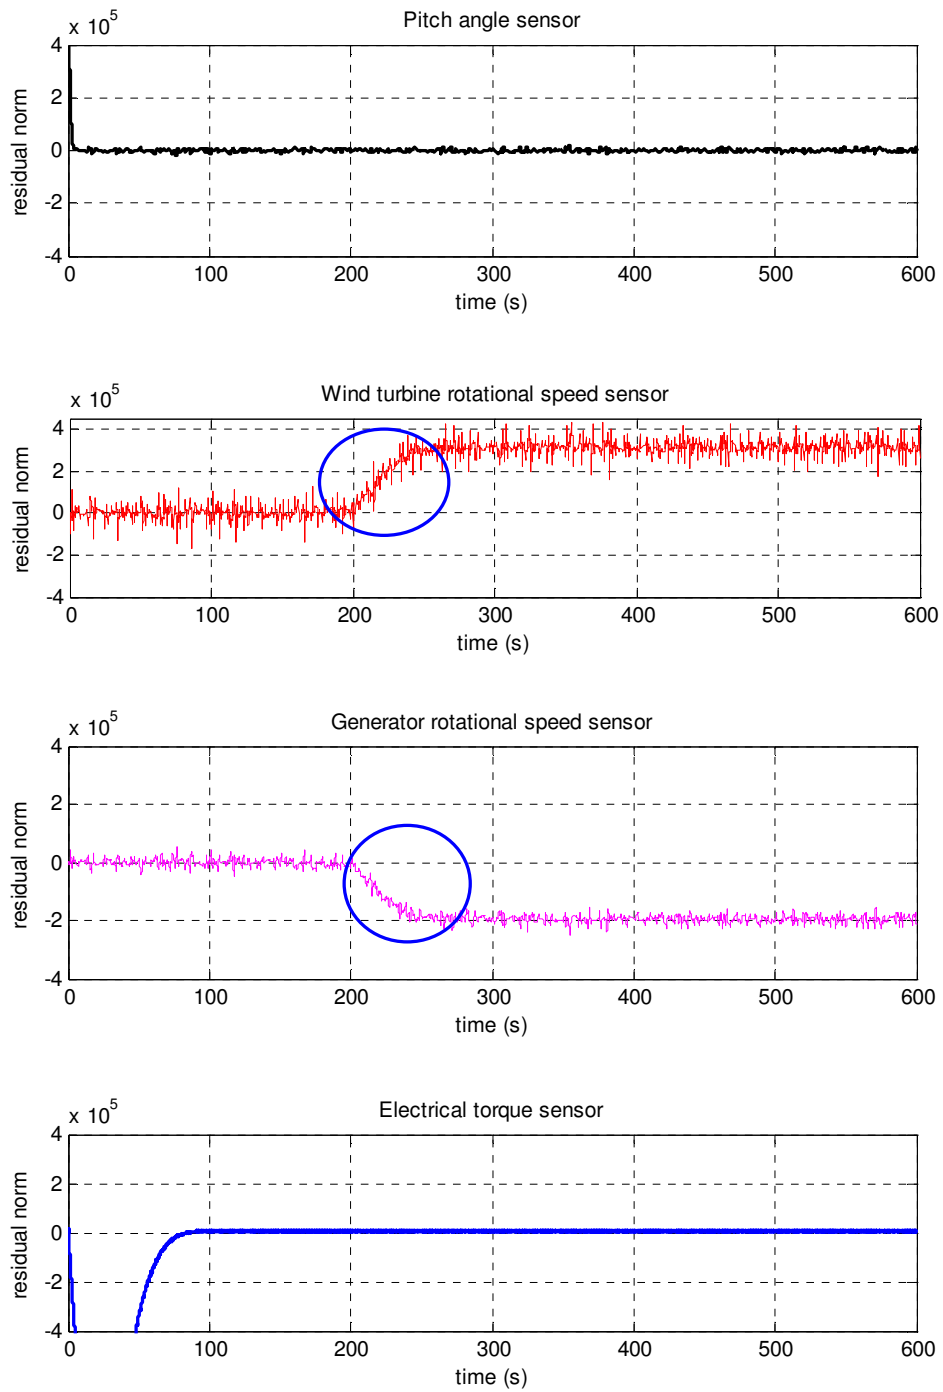 Pitch angle sensor
x 10^5
4
2
0
-2
-4
0 100 200 300 400 500 600
residual norm
time (s)
Wind turbine rotational speed sensor
x 10^5
4
2
0
-2
-4
0 100 200 300 400 500 600
residual norm
time (s)
Generator rotational speed sensor
x 10^5
4
2
0
-2
-4
0 100 200 300 400 500 600
residual norm
time (s)
Electrical torque sensor
x 10^5
4
2
0
-2
-4
0 100 200 300 400 500 600
residual norm
time (s)